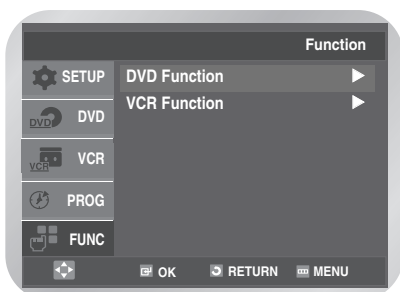 Function
SETUP
DVD Function ►
DVD DVD
VCR Function ►
VCR VCR
PROG
FUNC
OK RETURN MENU